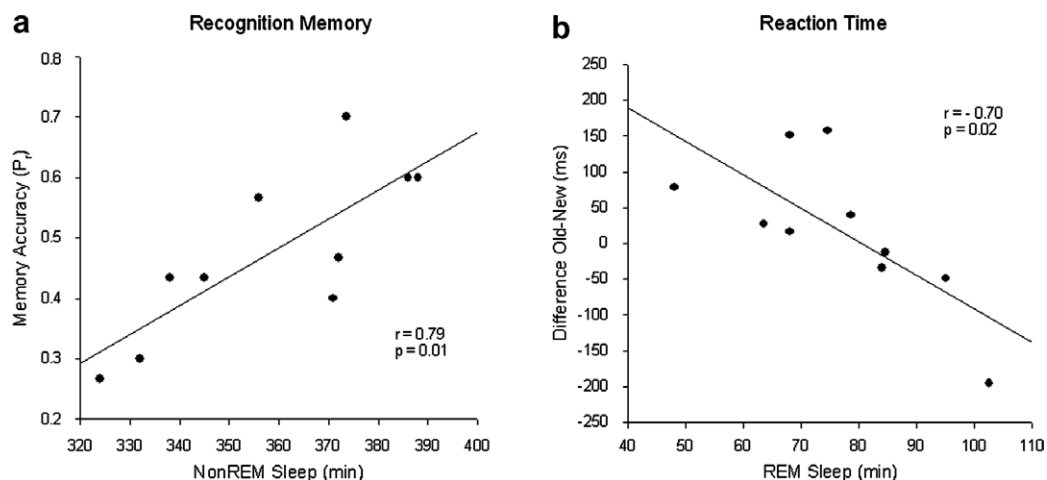 a
Recognition Memory
0.8
0.7
0.6
0.5
0.4
0.3
0.2
Memory Accuracy (Pr)
r = 0.79
p = 0.01
320 330 340 350 360 370 380 390 400
NonREM Sleep (min)
b
Reaction Time
250
200
150
100
50
0
-50
-100
-150
-200
-250
Difference Old-New (ms)
r = - 0.70
p = 0.02
40 50 60 70 80 90 100 110
REM Sleep (min)